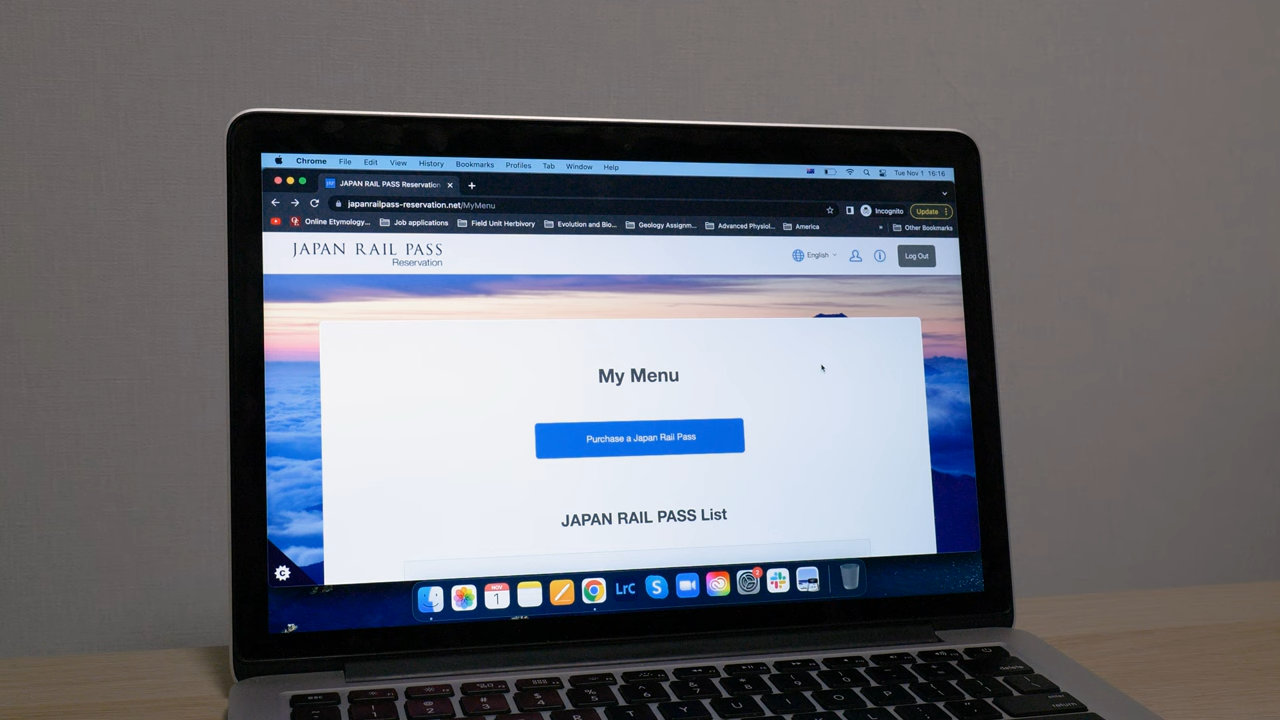 Chrome File Edit View History Bookmarks Profiles Tab Window Help Tue Nov 1 16:16
JAPAN RAIL PASS Reservation
japanrailpass-reservation.net/MyMenu Incognito Update
Online Etymology... Job applications Field Unit Herbivory Evolution and Bio... Geology Assignm... Advanced Physiol... America » Other Bookmarks
JAPAN RAIL PASS
Reservation
English
Log Out
My Menu
Purchase a Japan Rail Pass
JAPAN RAIL PASS List
NOV
1
LrC
esc
delete
return